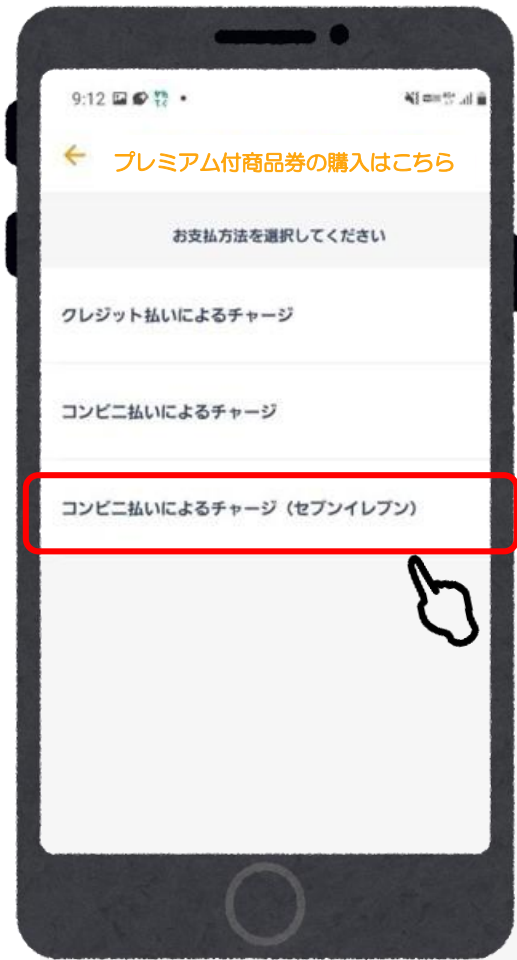 9:12
プレミアム付商品券の購入はこちら
お支払方法を選択してください
クレジット払いによるチャージ
コンビニ払いによるチャージ
コンビニ払いによるチャージ（セブンイレブン）